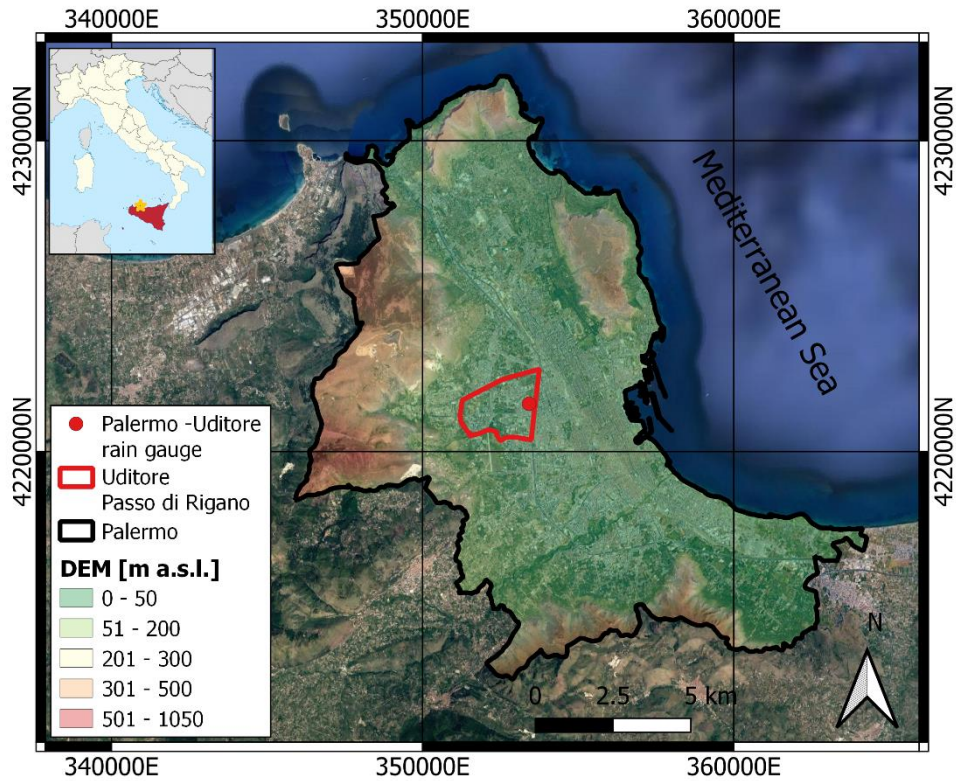 340000E
350000E
360000E
4230000N
4230000N
Mediterranean Sea
4220000N
4220000N
Palermo -Uditore
rain gauge
Uditore
Passo di Rigano
Palermo
DEM [m a.s.l.]
0 - 50
51 - 200
201 - 300
301 - 500
501 - 1050
N
0 2.5 5 km
340000E
350000E
360000E